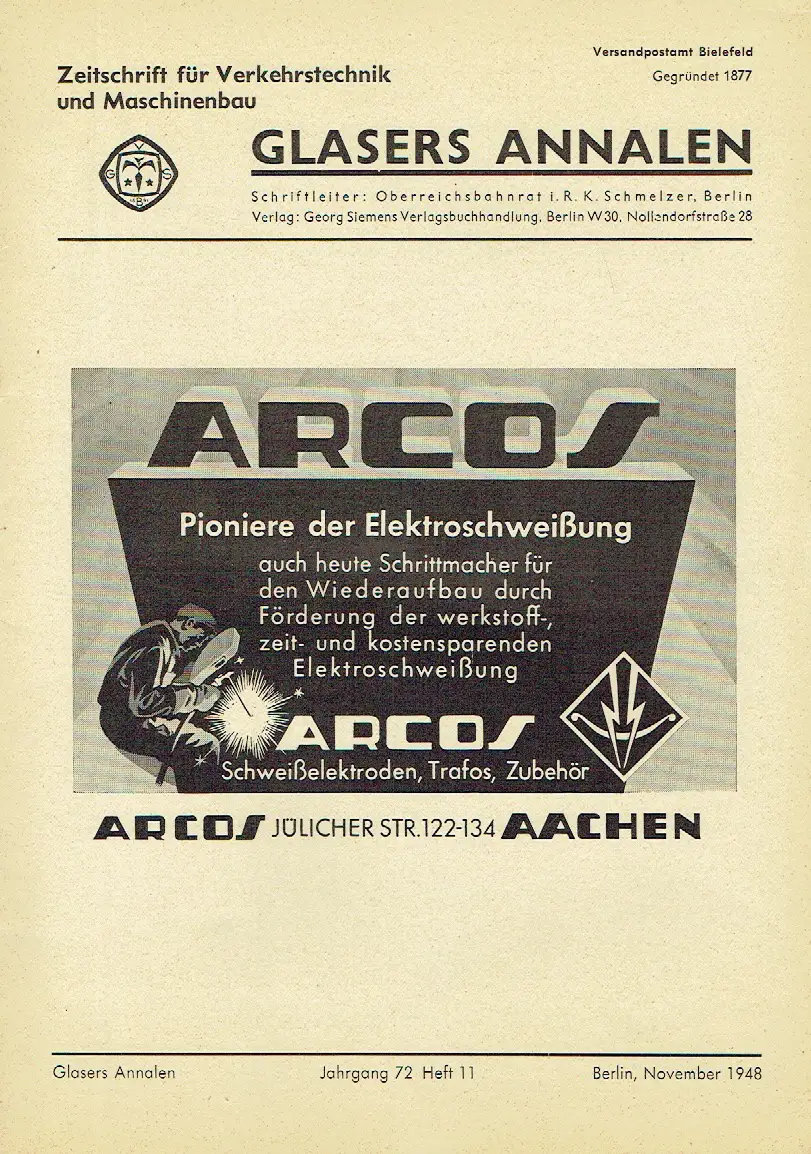 Versandpostamt Bielefeld
Zeitschrift für Verkehrstechnik
und Maschinenbau
Gegründet 1877
GLASERS ANNALEN
Schriftleiter: Oberreichsbahnrat i. R. K. Schmelzer, Berlin
Verlag: Georg Siemens Verlagsbuchhandlung, Berlin W 30, Nollendorfstraße 28
V
G S
B
ARCOS
Pioniere der Elektroschweißung
auch heute Schrittmacher für
den Wiederaufbau durch
Förderung der werkstoff-,
zeit- und kostensparenden
Elektroschweißung
ARCOS
Schweißelektroden, Trafos, Zubehör
ARCOS JÜLICHER STR. 122-134 AACHEN
Glasers Annalen Jahrgang 72 Heft 11 Berlin, November 1948